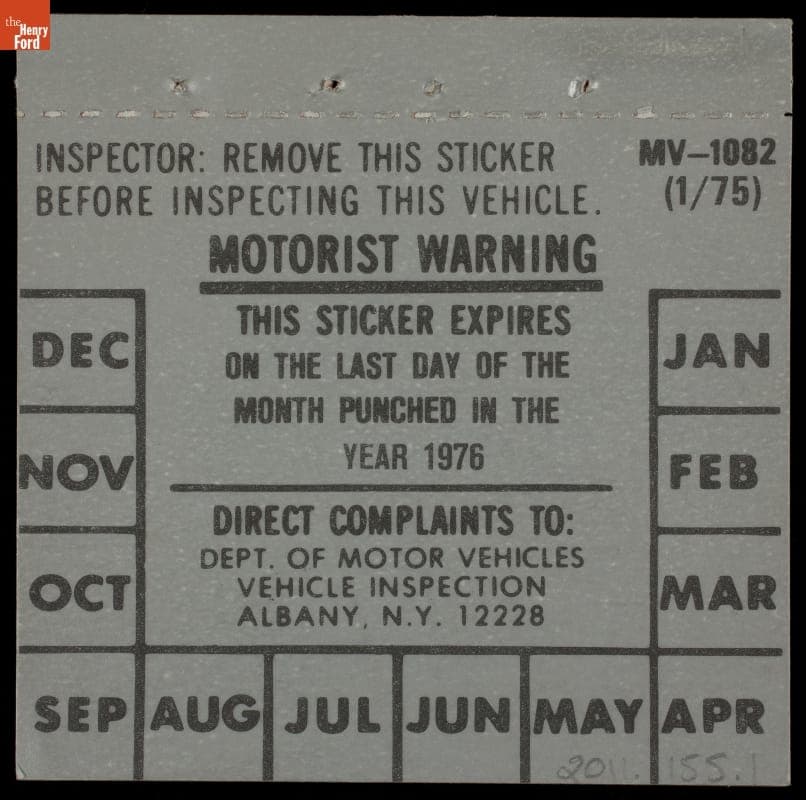 the
Henry
Ford
INSPECTOR: REMOVE THIS STICKER
BEFORE INSPECTING THIS VEHICLE.
MV-1082
(1/75)
MOTORIST WARNING
THIS STICKER EXPIRES
ON THE LAST DAY OF THE
MONTH PUNCHED IN THE
YEAR 1976
DIRECT COMPLAINTS TO:
DEPT. OF MOTOR VEHICLES
VEHICLE INSPECTION
ALBANY, N.Y. 12228
DEC
NOV
OCT
JAN
FEB
MAR
SEP AUG JUL JUN MAY APR
2011.155.1